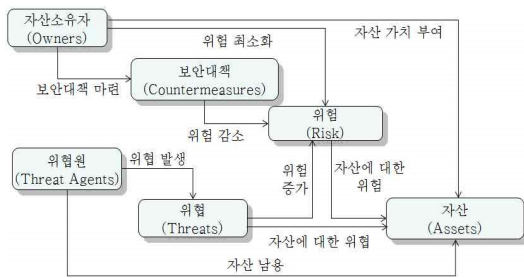 자산소유자
(Owners)
자산 가치 부여
위험 최소화
보안대책 마련
보안대책
(Countermeasures)
위험 감소
위험
(Risk)
위협원
(Threat Agents)
위협 발생
위험
증가
자산에 대한
위험
위협
(Threats)
자산에 대한 위협
자산
(Assets)
자산 남용